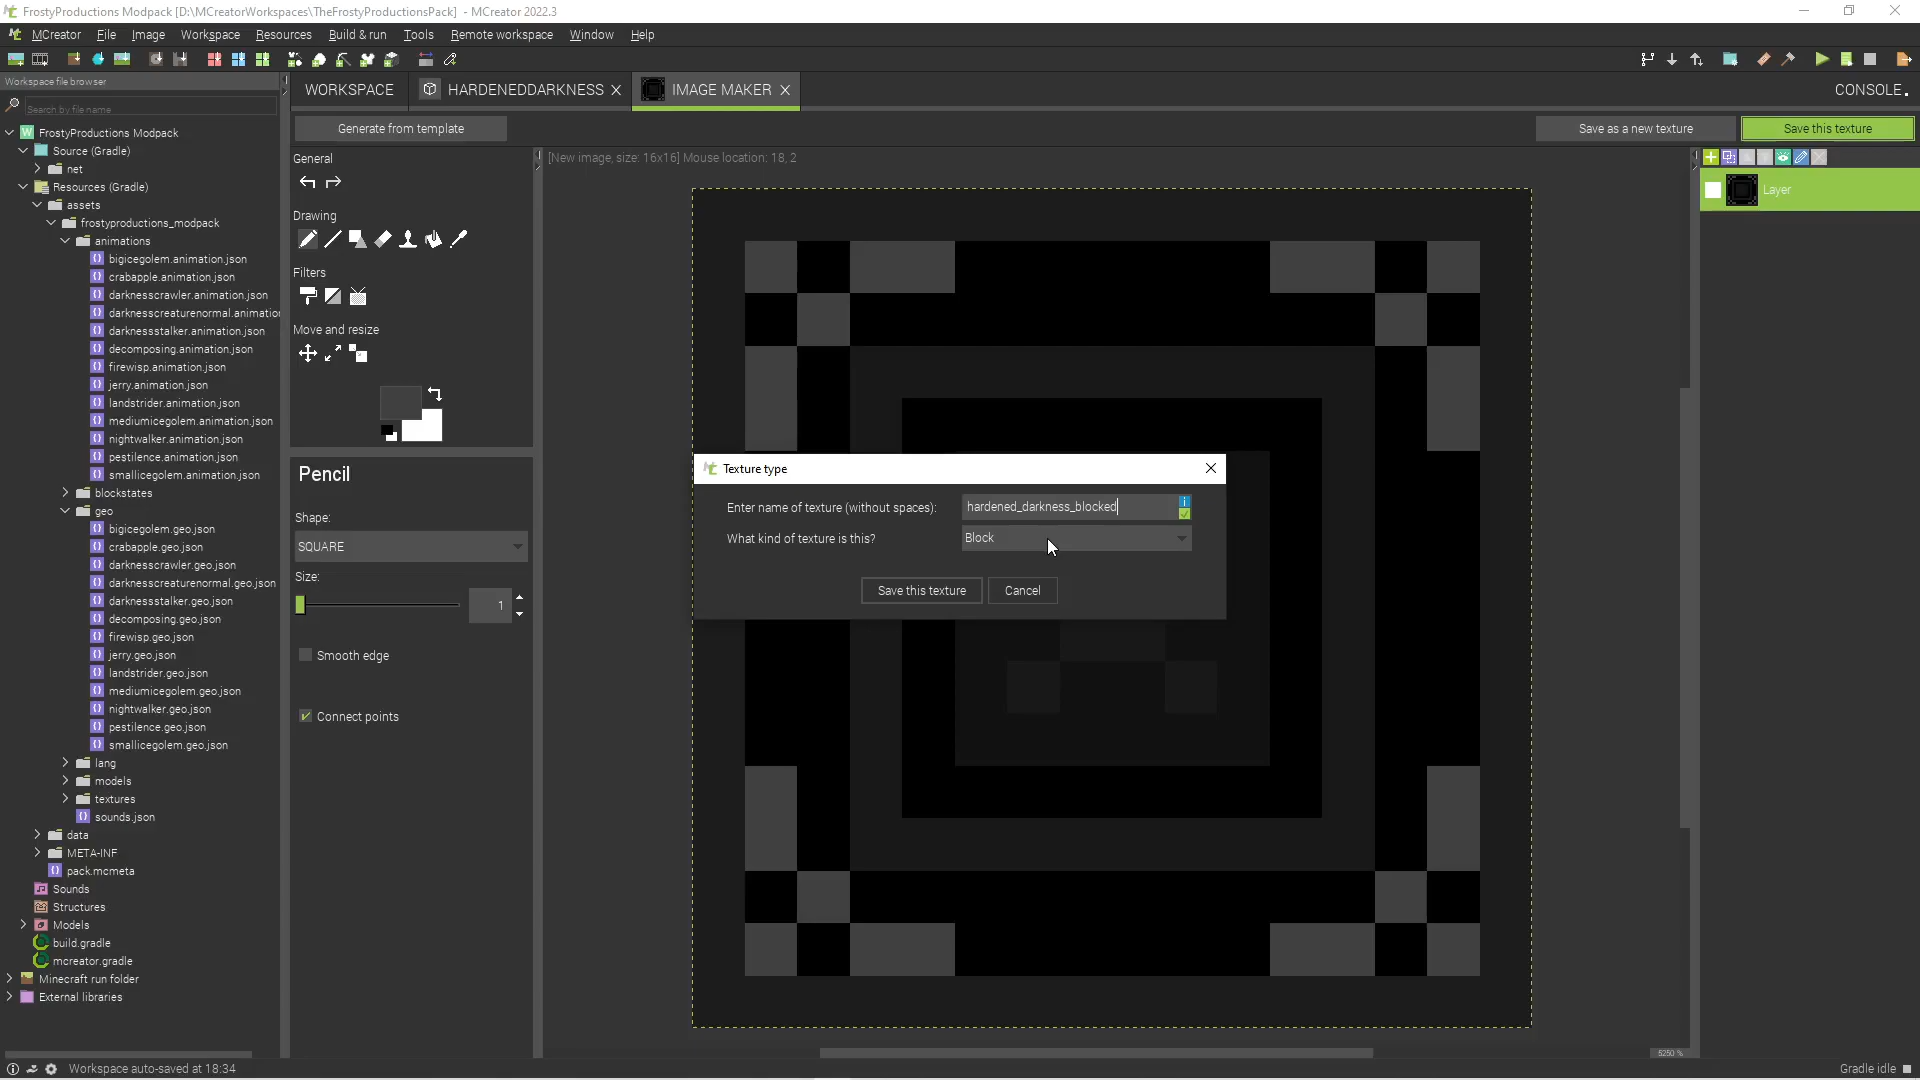 FrostyProductions Modpack [D:\MCreatorWorkspaces\TheFrostyProductionsPack]  - MCreator 2022.3
MCreator File Image Workspace Resources Build & run Tools Remote workspace Window Help
Workspace file browser
Search by file name
FrostyProductions Modpack
Source (Gradle)
net
Resources (Gradle)
assets
frostyproductions_modpack
animations
bigicegolem.animation.json
crabapple.animation.json
darknesscrawler.animation.json
darknesscreaturenormal.animatio
darknessstalker.animation.json
decomposing.animation.json
firewisp.animation.json
jerry.animation.json
landstrider.animation.json
mediumicegolem.animation.json
nightwalker.animation.json
pestilence.animation.json
smallicegolem.animation.json
blockstates
geo
bigicegolem.geo.json
crabapple.geo.json
darknesscrawler.geo.json
darknesscreaturenormal.geo.json
darknessstalker.geo.json
decomposing.geo.json
firewisp.geo.json
jerry.geo.json
landstrider.geo.json
mediumicegolem.geo.json
nightwalker.geo.json
pestilence.geo.json
smallicegolem.geo.json
lang
models
textures
sounds.json
data
META-INF
pack.mcmeta
Sounds
Structures
Models
build.gradle
mcreator.gradle
Minecraft run folder
External libraries
WORKSPACE HARDENEDDARKNESS IMAGE MAKER CONSOLE
Generate from template Save as a new texture Save this texture
General
[New image, size: 16x16] Mouse location: 18, 2
Drawing
Filters
Move and resize
Pencil
Shape:
SQUARE
Size:
1
Smooth edge
Connect points
Layer
Texture type
Enter name of texture (without spaces): hardened_darkness_blocked
What kind of texture is this? Block
Save this texture Cancel
5250 %
Workspace auto-saved at 18:34
Gradle idle